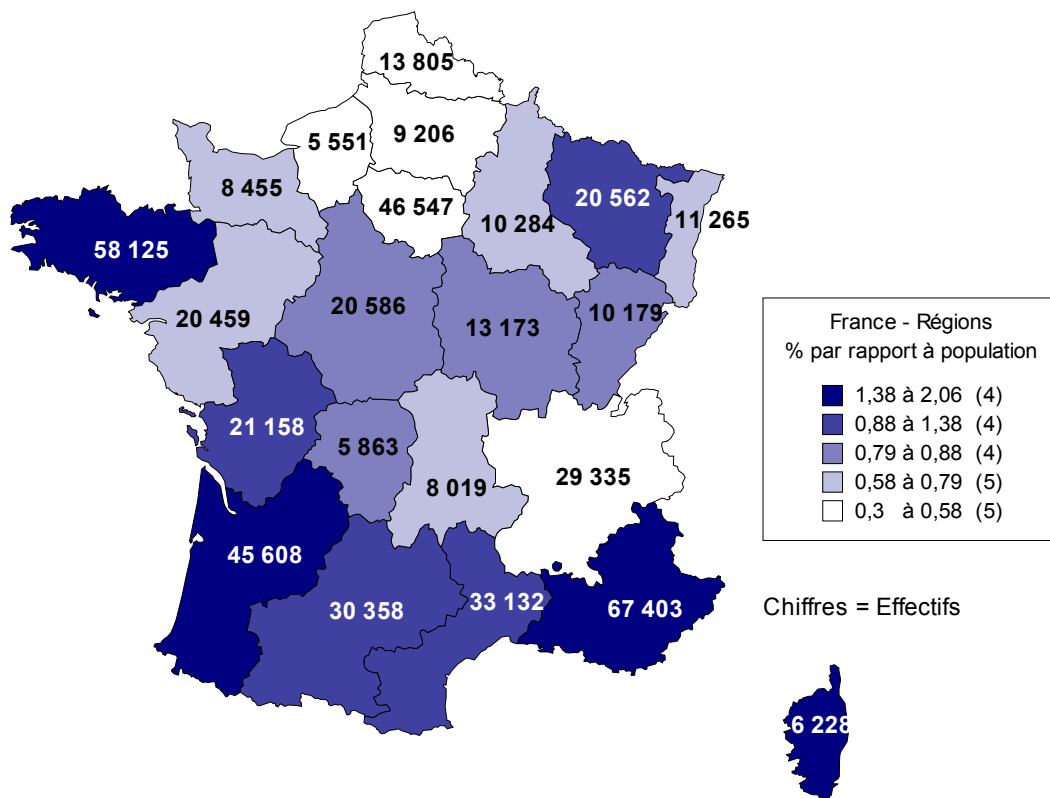 13 805
5 551
9 206
8 455
46 547
10 284
20 562
11 265
58 125
20 459
20 586
13 173
10 179
21 158
5 863
8 019
29 335
45 608
30 358
33 132
67 403
6 228
France - Régions
% par rapport à population
1,38 à 2,06 (4)
0,88 à 1,38 (4)
0,79 à 0,88 (4)
0,58 à 0,79 (5)
0,3 à 0,58 (5)
Chiffres = Effectifs